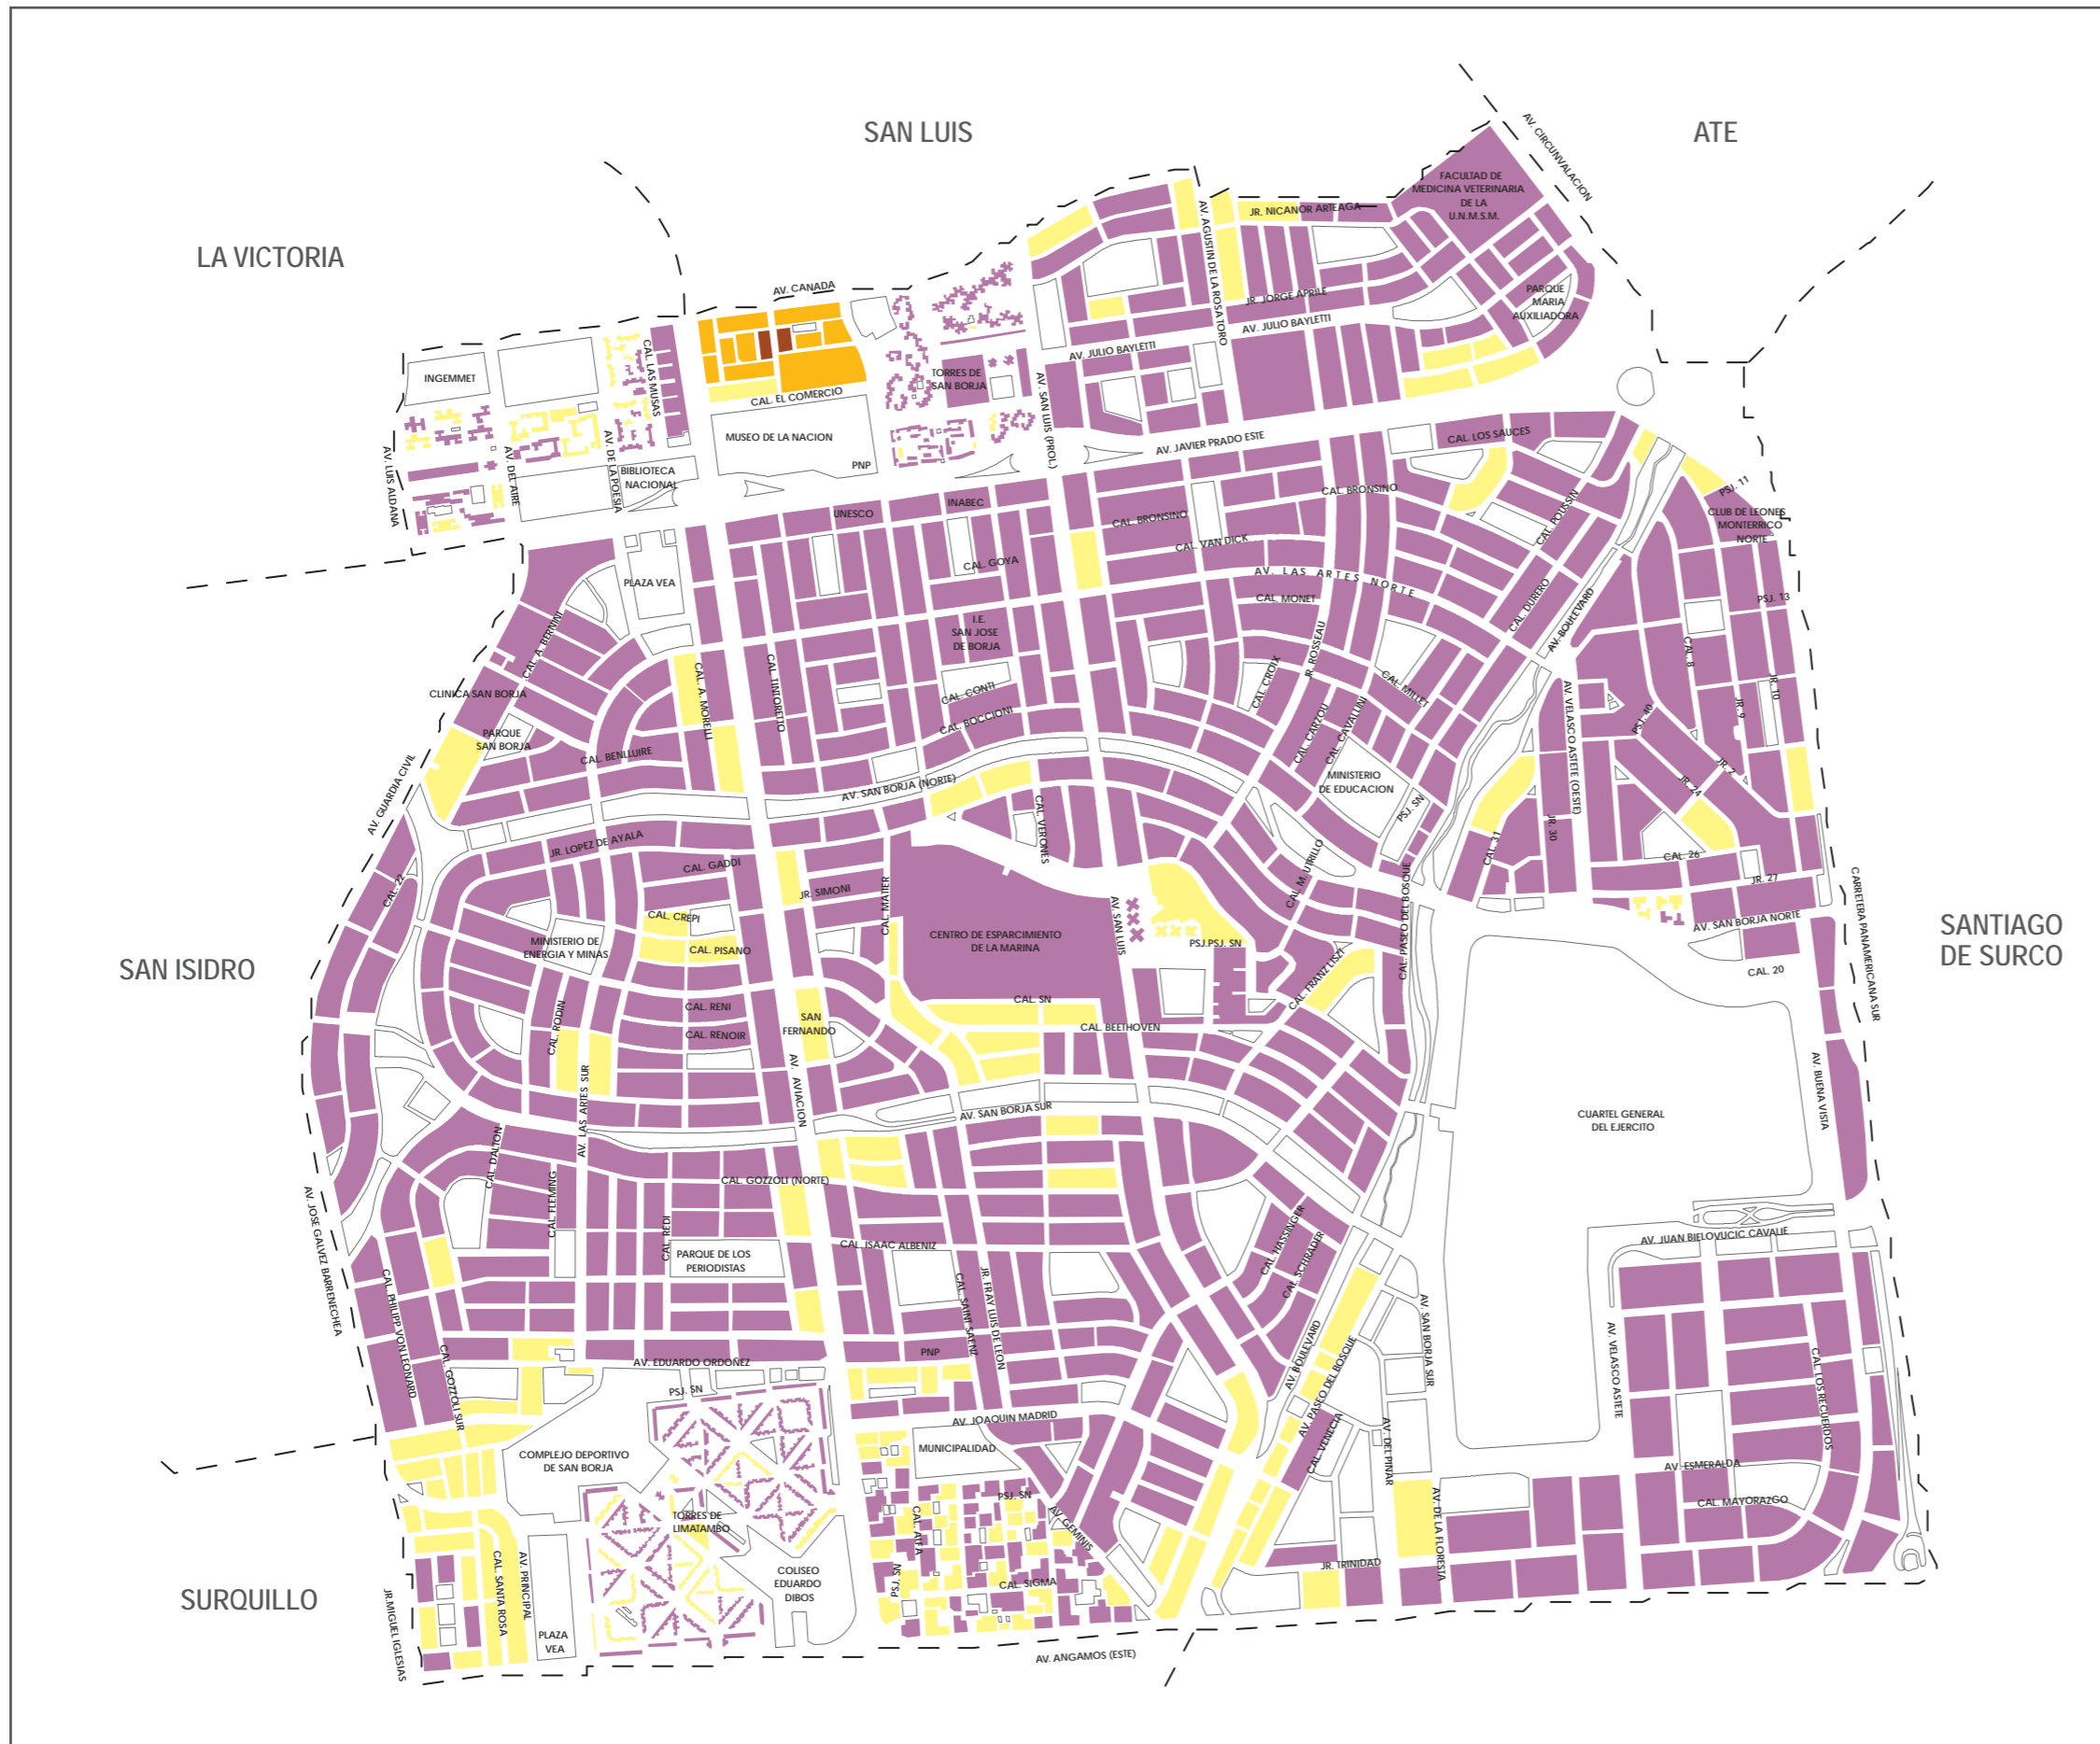 SAN LUIS
ATE
LA VICTORIA
SAN ISIDRO
SANTIAGO
DE SURCO
SURQUILLO
AV. CIRCUNVALACION
FACULTAD DE
MEDICINA VETERINARIA
DE LA
U.N.M.S.M.
JR. NICANOR ARTEAGA
AV. AGUSTIN DE LA ROSA TORO
AV. CANADA
JR. JORGE APRILE
AV. JULIO BAYLETTI
AV. JULIO BAYLETTI
PARQUE
MARIA
AUXILIADORA
INGEMMET
CAL. LAS MUSAS
TORRES DE
SAN BORJA
CAL. EL COMERCIO
MUSEO DE LA NACION
PNP
AV. SAN LUIS (PROL.)
AV. JAVIER PRADO ESTE
CAL. LOS SAUCES
AV. LUIS ALDANA
AV. DEL AIRE
AV. DE LA POESIA
BIBLIOTECA
NACIONAL
UNESCO
INABEC
CAL. BRONSINO
CAL. BRONSINO
CAL. VAN DICK
CAL. POUSSIN
PSJ. 11
CLUB DE LEONES
MONTERRICO
NORTE
PLAZA VEA
CAL. GOYA
AV. LAS ARTES NORTE
CAL. MONET
CAL. DURERO
AV. BOULEVARD
PSJ. 13
I.E.
SAN JOSE
DE BORJA
CAL. A. BERNINI
CLINICA SAN BORJA
PARQUE
SAN BORJA
CAL. A. MORELLI
CAL. TINTORETTO
CAL. CONTI
CAL. BOCCIONI
CAL. CROIX
JR. ROSSEAU
CAL. MILLET
CAL. CARZOU
CAL. CAVALLINI
AV. VELASCO ASTETE (OESTE)
PSJ. 40
CAL. 8
JR. 9
JR. 10
JR. 2
JR. 24
CAL. BENLLUIRE
AV. GUARDIA CIVIL
AV. SAN BORJA (NORTE)
MINISTERIO
DE EDUCACION
PSJ. SN
JR. LOPEZ DE AYALA
CAL. GADDI
CAL. VERONES
CAL. 31
JR. 30
CAL. 26
JR. 27
CAL. 22
JR. SIMONI
CAL. MATIER
CAL. M. UTRILLO
CAL. PASEO DEL BOSQUE
CAL. CREPI
CAL. PISANO
MINISTERIO DE
ENERGIA Y MINAS
CENTRO DE ESPARCIMIENTO
DE LA MARINA
AV. SAN LUIS
PSJ.PSJ. SN
AV. SAN BORJA NORTE
CAL. 20
CARRETERA PANAMERICANA SUR
CAL. FRANZ LISZT
CAL. RODIN
CAL. RENI
CAL. RENOIR
SAN
FERNANDO
CAL. SN
CAL. BEETHOVEN
AV. AVIACION
AV. LAS ARTES SUR
AV. SAN BORJA SUR
CUARTEL GENERAL
DEL EJERCITO
AV. BUENA VISTA
CAL. DALTON
CAL. FLEMING
CAL. GOZZOLI (NORTE)
CAL. REDI
PARQUE DE LOS
PERIODISTAS
CAL. ISAAC ALBENIZ
CAL. HASSINGER
CAL. SCHRADER
AV. JUAN BIELOVUCIC CAVALIE
AV. JOSE GALVEZ BARRENECHEA
CAL. PHILIPP VON LEONARD
CAL. GOZZOLI SUR
CAL. SAINT SAENZ
JR. FRAY LUIS DE LEON
AV. BOULEVARD
AV. PASEO DEL BOSQUE
AV. SAN BORJA SUR
AV. VELASCO ASTETE
CAL. LOS RECUERDOS
PNP
AV. EDUARDO ORDOÑEZ
PSJ. SN
AV. JOAQUIN MADRID
MUNICIPALIDAD
CAL. VENECIA
AV. DEL PINAR
COMPLEJO DEPORTIVO
DE SAN BORJA
TORRES DE
LIMATAMBO
PSJ. SN
AV. GEMINIS
CAL. ALFA
AV. ESMERALDA
CAL. MAYORAZGO
AV. DE LA FLORESTA
JR. TRINIDAD
CAL. SANTA ROSA
AV. PRINCIPAL
COLISEO
EDUARDO
DIBOS
PSJ. SN
CAL. SIGMA
JR.MIGUEL IGLESIAS
PLAZA
VEA
AV. ANGAMOS (ESTE)